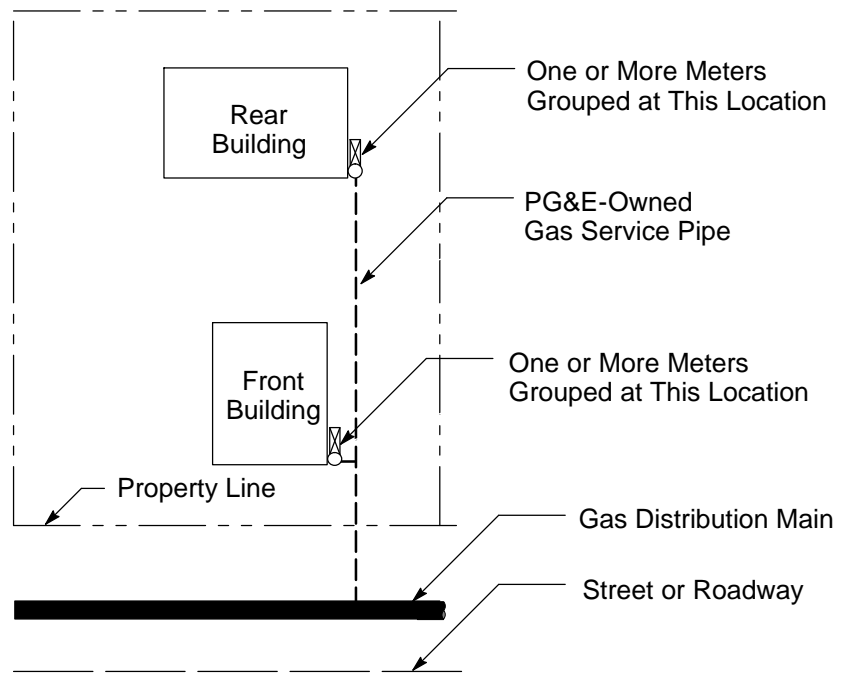 One or More Meters
Grouped at This Location
Rear
Building
PG&E-Owned
Gas Service Pipe
One or More Meters
Grouped at This Location
Front
Building
Property Line
Gas Distribution Main
Street or Roadway